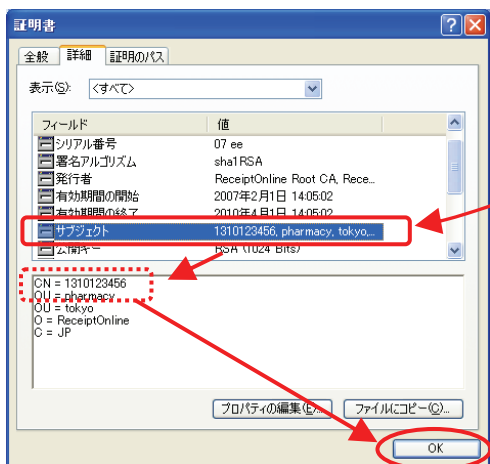 証明書
全般 詳細 証明のパス
表示(S): <すべて>
フィールド 値
シリアル番号 07 ee
署名アルゴリズム sha1RSA
発行者 ReceiptOnline Root CA, Rece...
有効期間の開始 2007年2月1日 14:05:02
有効期間の終了 2010年4月1日 14:05:02
サブジェクト 1310123456, pharmacy, tokyo,...
公開キー RSA (1024 Bits)
CN = 1310123456
OU = pharmacy
OU = tokyo
O = ReceiptOnline
C = JP
プロパティの編集(E)... ファイルにコピー(C)...
OK